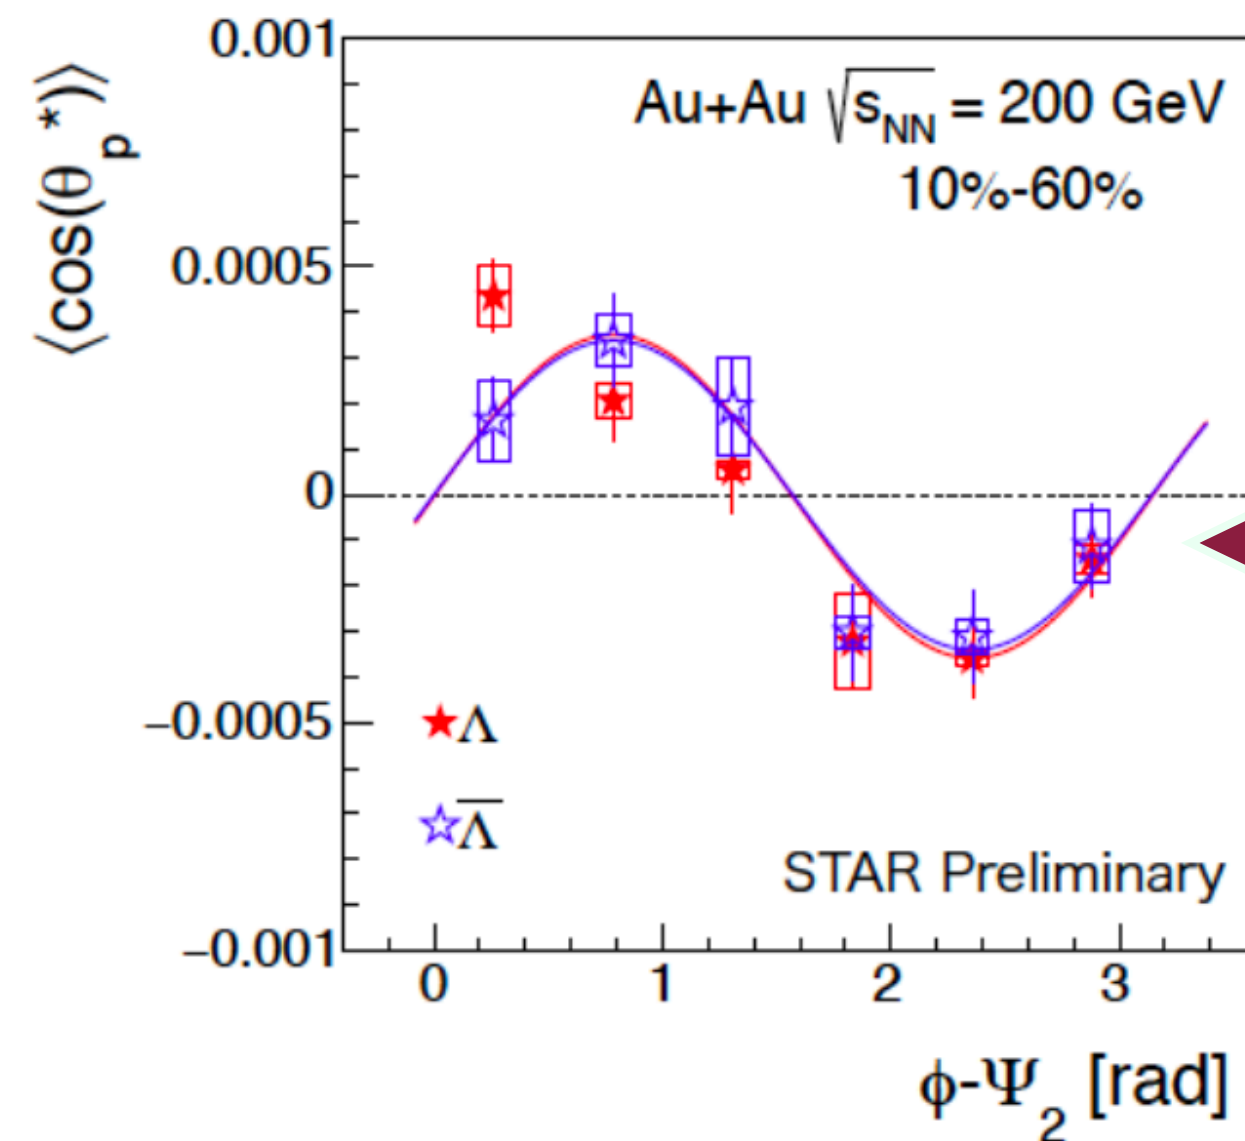 0.001
⟨cos(θp*)⟩
Au+Au √sNN = 200 GeV
10%-60%
0.0005
0
−0.0005
Λ
Λ̅
STAR Preliminary
−0.001
0 1 2 3
ϕ-Ψ2 [rad]